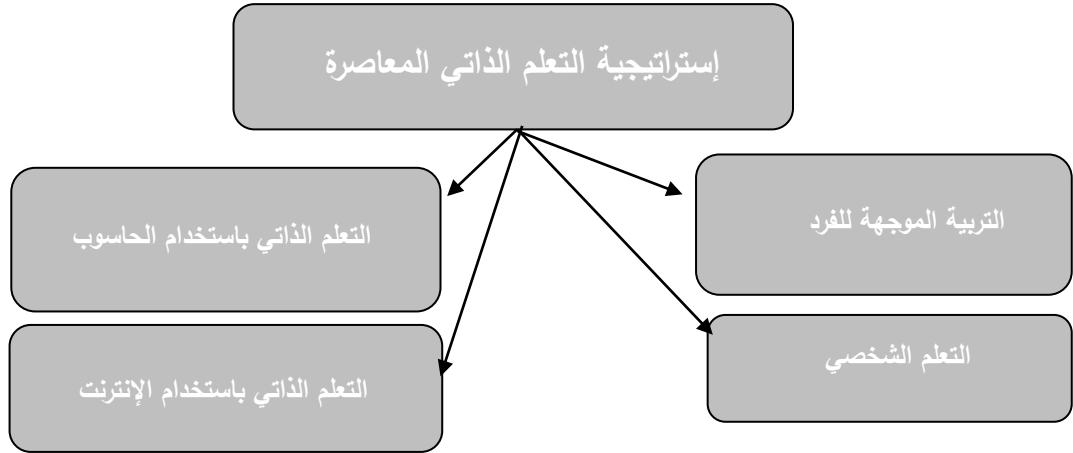 إستراتيجية التعلم الذاتي المعاصرة
التربية الموجهة للفرد
التعلم الذاتي باستخدام الحاسوب
التعلم الشخصي
التعلم الذاتي باستخدام الإنترنت